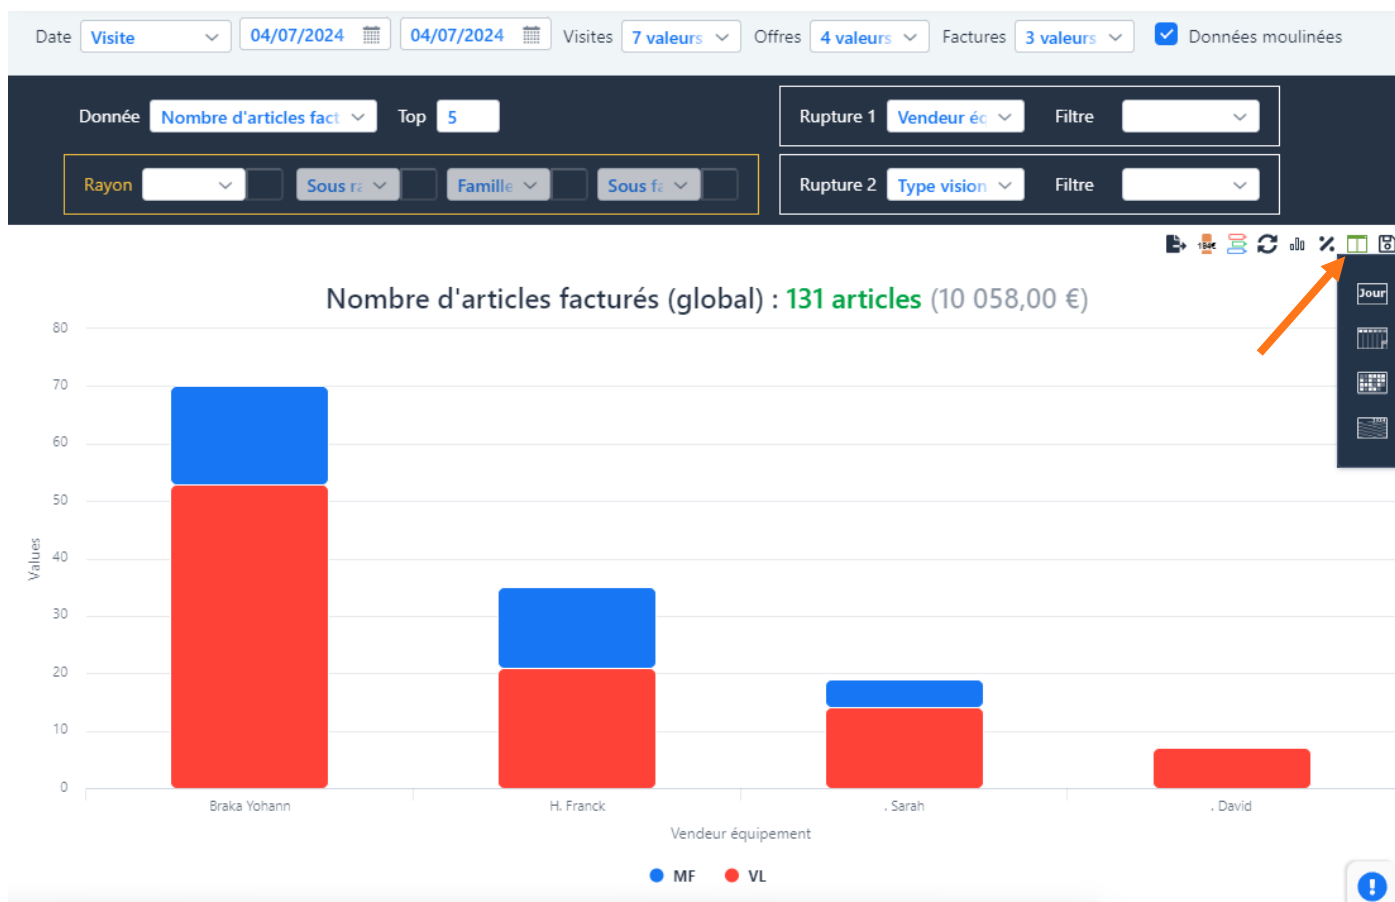 Date Visite 04/07/2024 04/07/2024 Visites 7 valeurs Offres 4 valeurs Factures 3 valeurs Données moulinées
Donnée Nombre d'articles fact Top 5 Rupture 1 Vendeur éq Filtre
Rayon Sous ra Famille Sous fa Rupture 2 Type vision Filtre
184€
Jour
Nombre d'articles facturés (global) : 131 articles (10 058,00 €)
80
70
60
50
40
30
20
10
0
Values
Braka Yohann H. Franck . Sarah . David
Vendeur équipement
MF VL